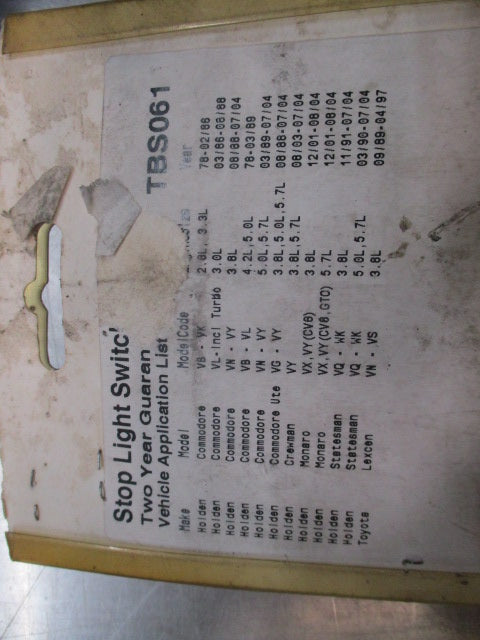 Stop Light Switc TBS061
Two Year Guaran
Vehicle Application List
Make Model ModelCode Year
Holden Commodore VB - VK 3.3L 78-02/86
Holden Commodore VL-Incl Turbo 3.0L 03/86-08/88
Holden Commodore VN - VY 3.8L 08/88-07/04
Holden Commodore VB - VL 4.2L,5.0L 78-03/89
Holden Commodore VN - VY 5.0L,5.7L 03/89-07/04
Holden Commodore Ute VG - VY 3.8L,5.0L,5.7L 08/88-07/04
Holden Crewman VY 3.8L,5.7L 08/03-07/04
Holden Monaro VX,VY(CV6) 3.8L 12/01-08/04
Holden Monaro VX,VY(CV8,GTO) 5.7L 12/01-08/04
Holden Statesman VQ - WK 3.8L 11/91-07/04
Holden Statesman VQ - WK 5.0L,5.7L 03/90-07/04
Toyota Lexcen VN - VS 3.8L 09/89-04/97